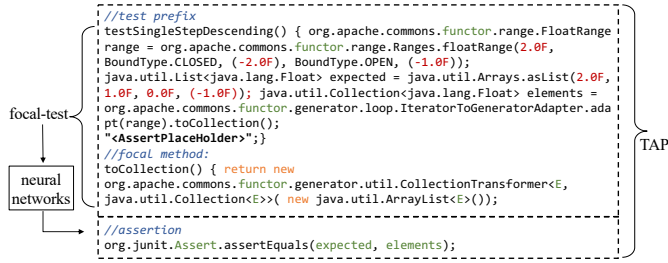 //test prefix
testSingleStepDescending() { org.apache.commons.functor.range.FloatRange
range = org.apache.commons.functor.range.Ranges.floatRange(2.0F,
BoundType.CLOSED, (-2.0F), BoundType.OPEN, (-1.0F));
java.util.List<java.lang.Float> expected = java.util.Arrays.asList(2.0F,
1.0F, 0.0F, (-1.0F)); java.util.Collection<java.lang.Float> elements =
org.apache.commons.functor.generator.loop.IteratorToGeneratorAdapter.ada
pt(range).toCollection();
"<AssertPlaceHolder>";}
//focal method:
toCollection() { return new
org.apache.commons.functor.generator.util.CollectionTransformer<E,
java.util.Collection<E>>( new java.util.ArrayList<E>());
//assertion
org.junit.Assert.assertEquals(expected, elements);
focal-test
neural
networks
TAP